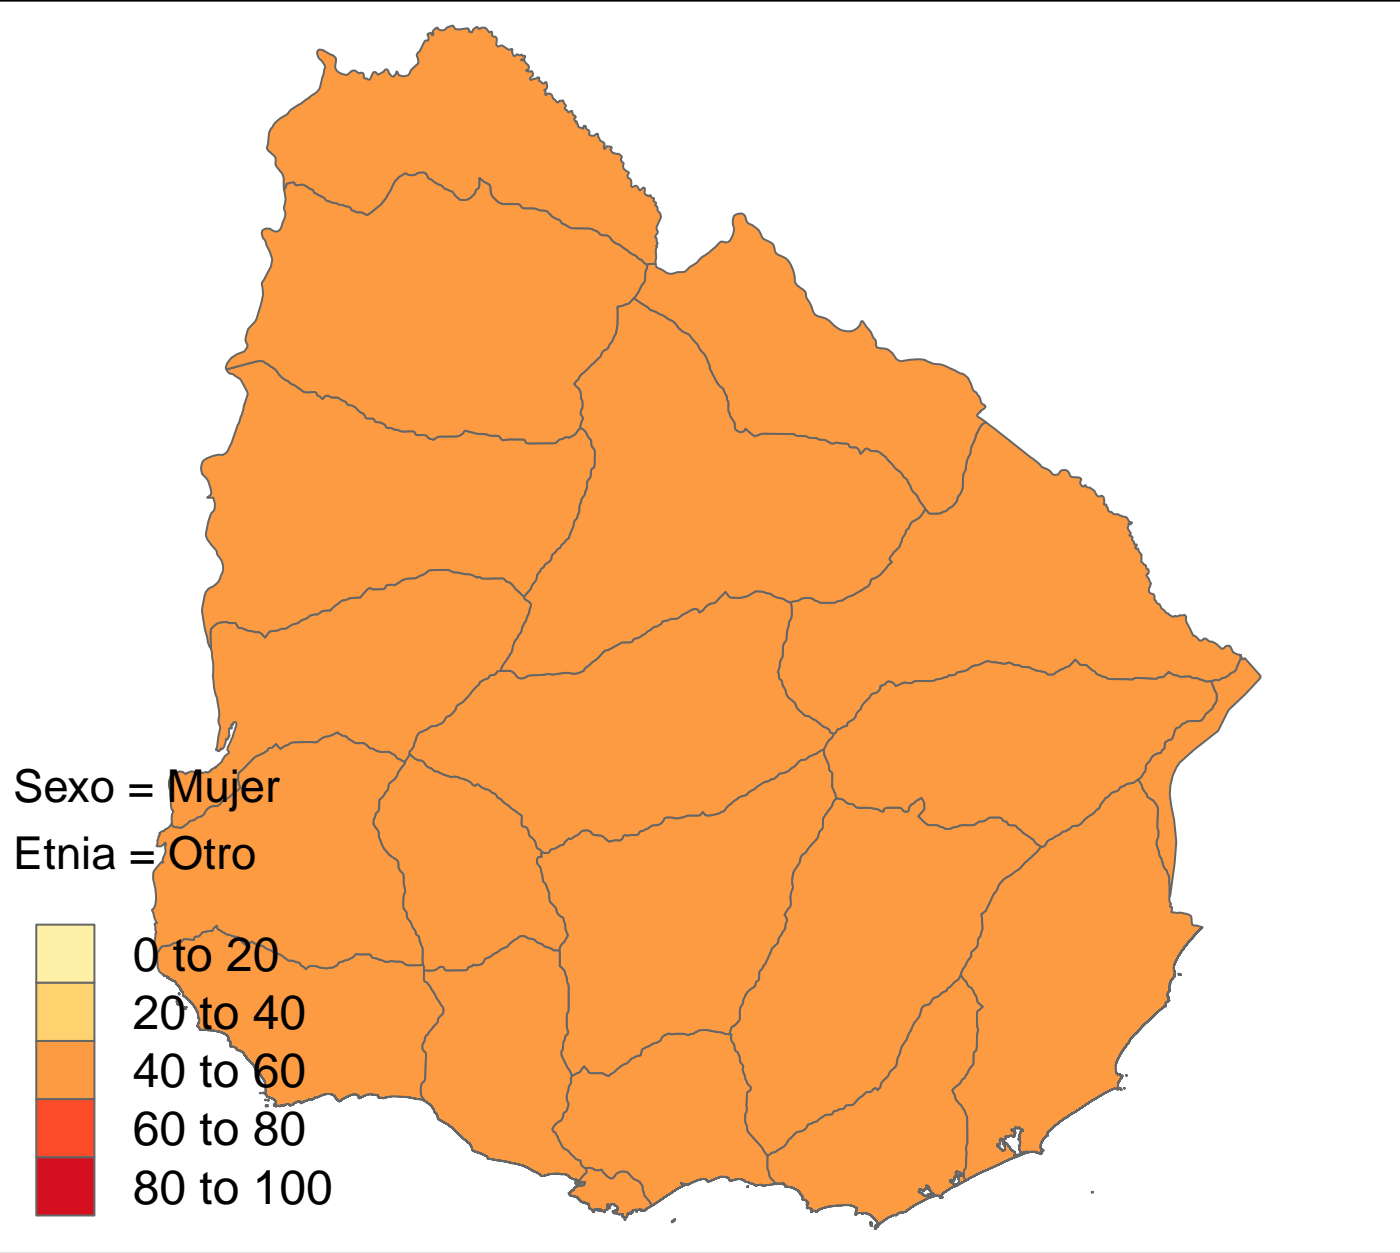 Sexo = Mujer
Etnia = Otro
0 to 20
20 to 40
40 to 60
60 to 80
80 to 100